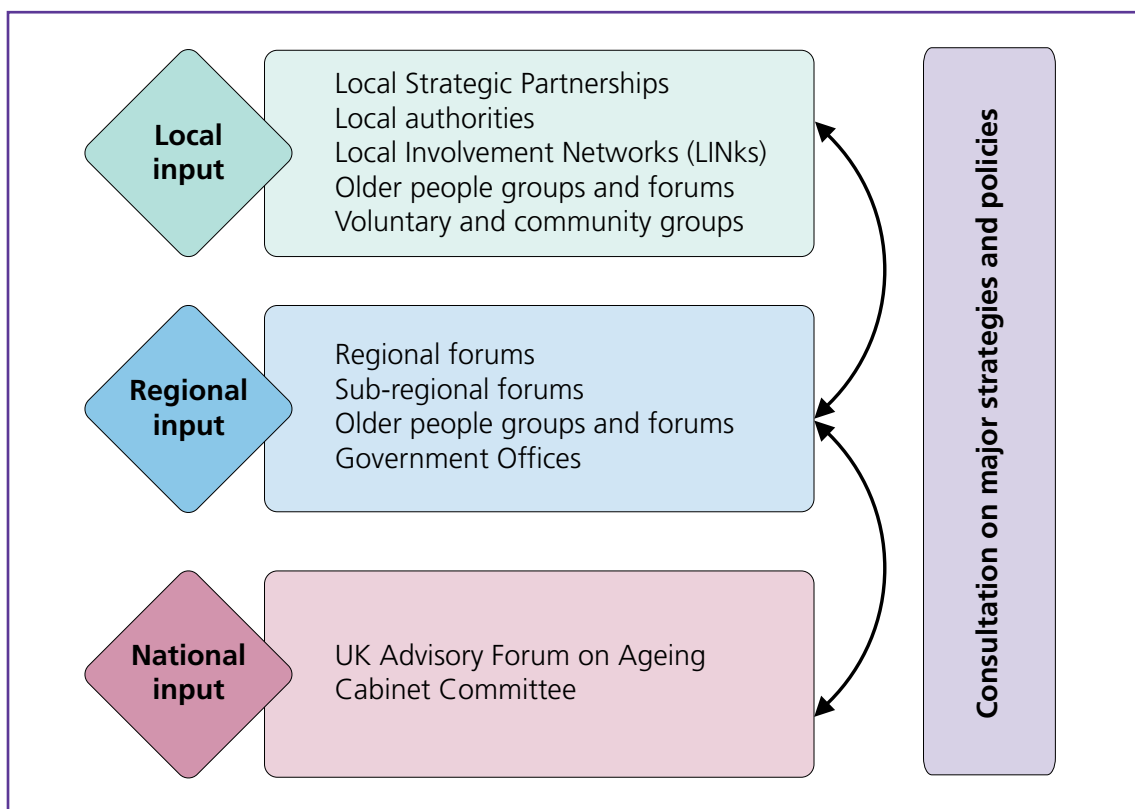 Local
input
Local Strategic Partnerships
Local authorities
Local Involvement Networks (LINks)
Older people groups and forums
Voluntary and community groups
Regional
input
Regional forums
Sub-regional forums
Older people groups and forums
Government Offices
National
input
UK Advisory Forum on Ageing
Cabinet Committee
Consultation on major strategies and policies